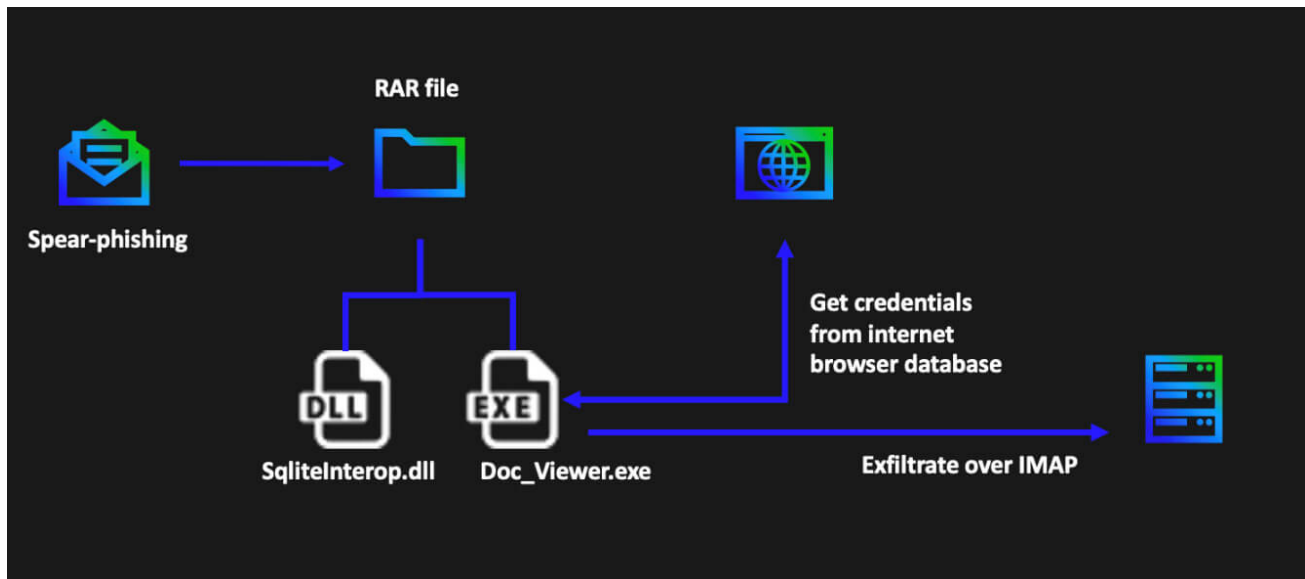 RAR file
Spear-phishing
Get credentials
from internet
browser database
DLL
EXE
SqliteInterop.dll
Doc_Viewer.exe
Exfiltrate over IMAP